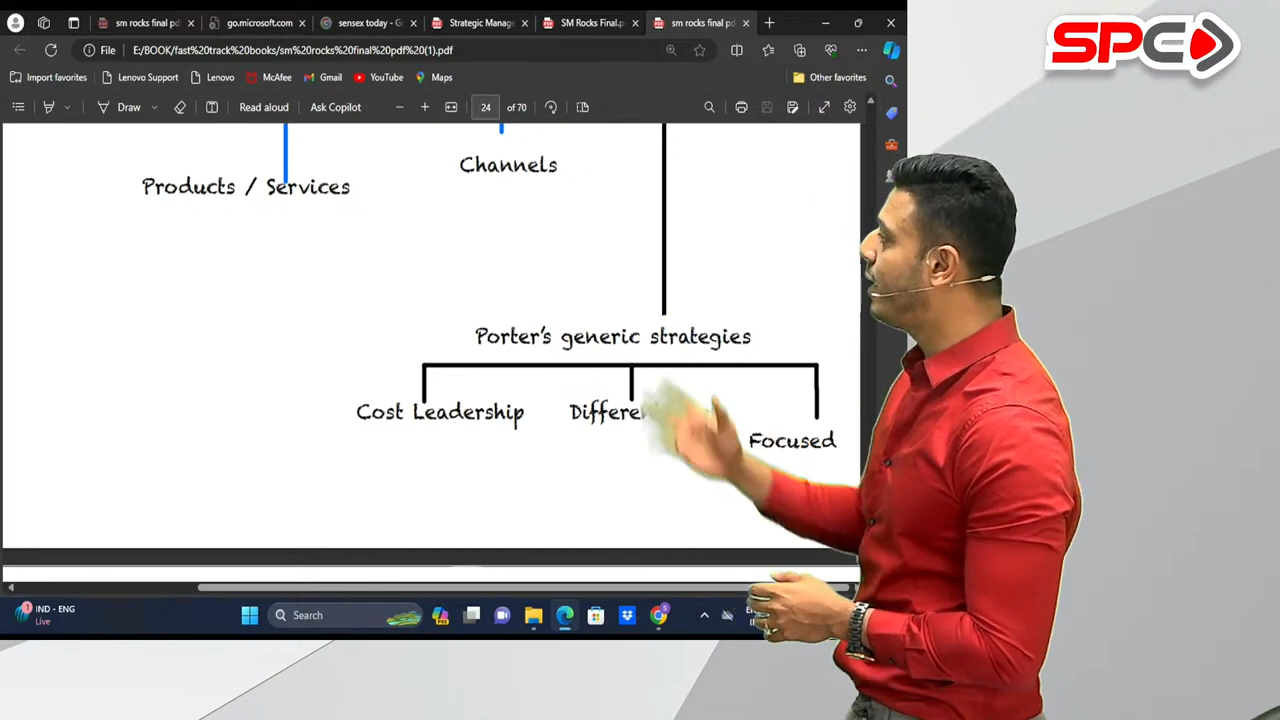 sm rocks final pd
go.microsoft.com
sensex today - G
Strategic Manage
SM Rocks Final.p
sm rocks final pd
File
E:/BOOK/fast%20track%20books/sm%20rocks%20final%20pdf%20(1).pdf
Import favorites
Lenovo Support
Lenovo
McAfee
Gmail
YouTube
Maps
Other favorites
Draw
Read aloud
Ask Copilot
24
of 70
SPC
Channels
Products / Services
Porter's generic strategies
Cost Leadership
Differen
Focused
IND - ENG
Live
Search